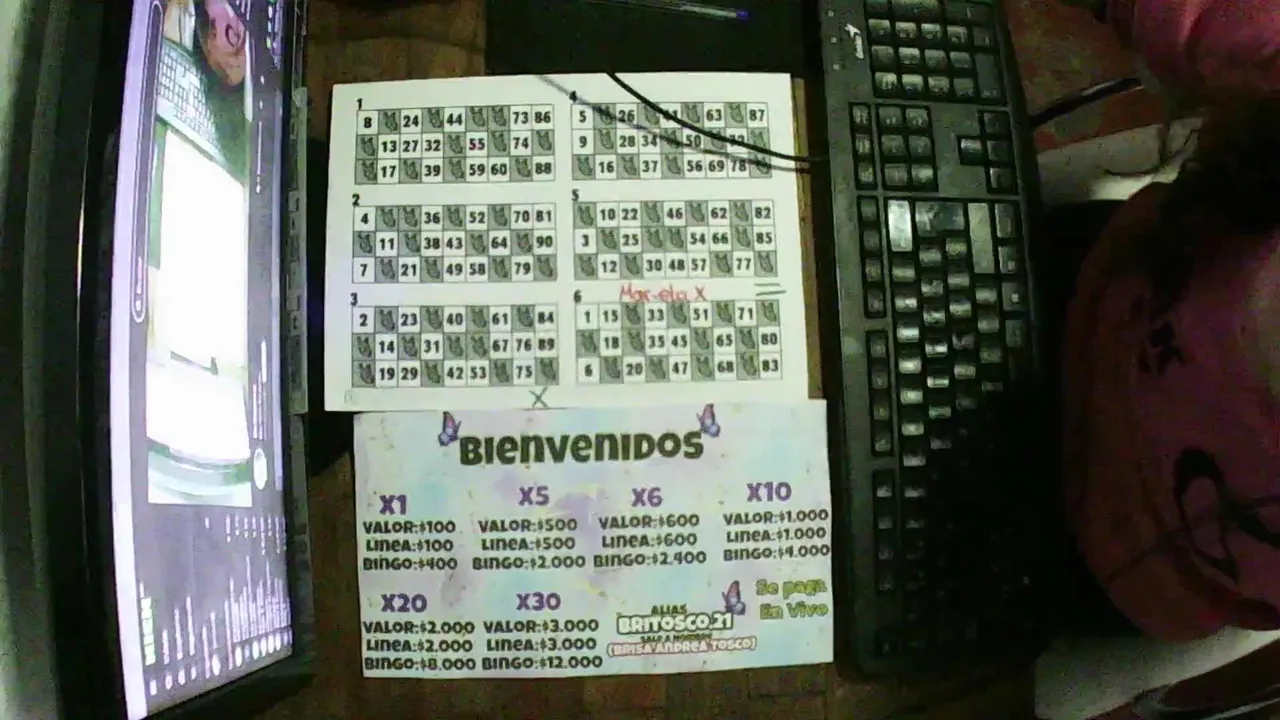 1
8 24 44 73 86
13 27 32 55 74
17 39 59 60 88
2
4 36 52 70 81
11 38 43 64 90
7 21 49 58 79
3
2 23 40 61 84
14 31 67 76 89
19 29 42 53 75
X
4
5 26 63 87
9 28 34 50
16 37 56 69 78
5
10 22 46 62 82
3 25 54 66 85
12 30 48 57 77
6
1 15 33 51 71
18 35 45 65 80
6 20 47 68 83
BIENVENIDOS
X1
VALOR:$100
LINEA:$100
BINGO:$400
X5
VALOR:$500
LINEA:$500
BINGO:$2.000
X6
VALOR:$600
LINEA:$600
BINGO:$2.400
X10
VALOR:$1.000
LINEA:$1.000
BINGO:$4.000
X20
VALOR:$2.000
LINEA:$2.000
BINGO:$8.000
X30
VALOR:$3.000
LINEA:$3.000
BINGO:$12.000
ALIAS
BRITOSCO.21
SALE A NOMBRE
(BRISA ANDREA TOSCO)
Se paga
En Vivo